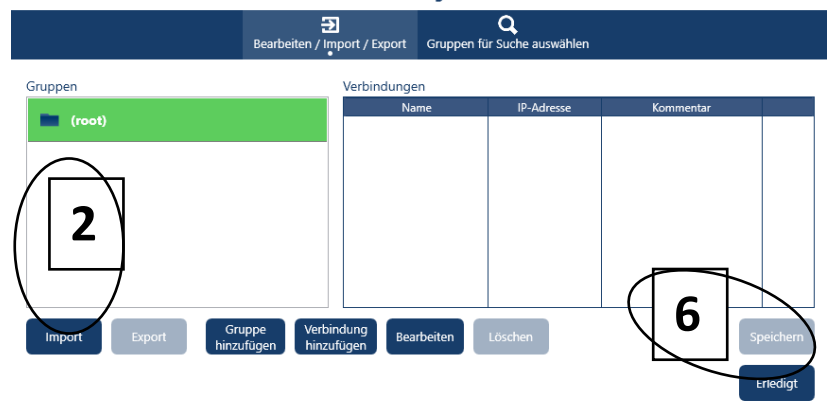 Bearbeiten / Import / Export
Gruppen für Suche auswählen
Gruppen
Verbindungen
Name
IP-Adresse
Kommentar
(root)
2
6
Import
Export
Gruppe
hinzufügen
Verbindung
hinzufügen
Bearbeiten
Löschen
Speichern
Erledigt